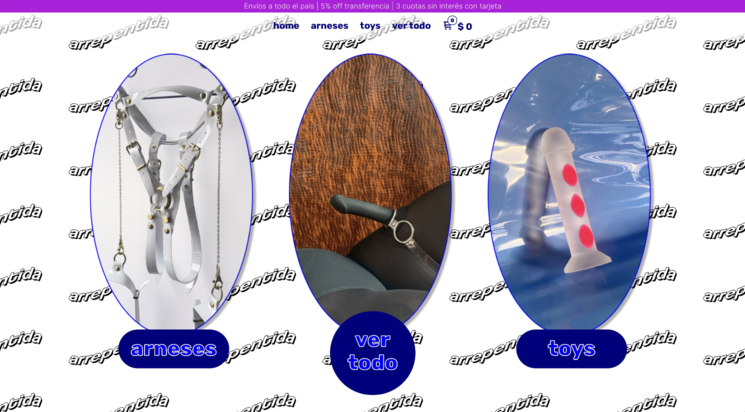 Envíos a todo el país | 5% off transferencia | 3 cuotas sin interés con tarjeta
home arneses toys ver todo 0 $ 0
arrepentida
arneses
ver
todo
toys